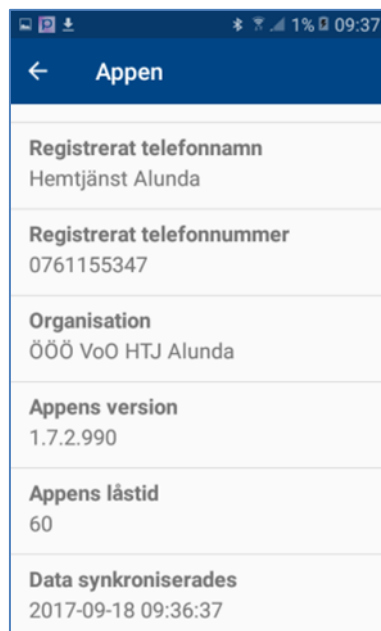 1% 09:37
Appen
Registrerat telefonnamn
Hemtjänst Alunda
Registrerat telefonnummer
0761155347
Organisation
ÖÖÖ VoO HTJ Alunda
Appens version
1.7.2.990
Appens låstid
60
Data synkroniserades
2017-09-18 09:36:37